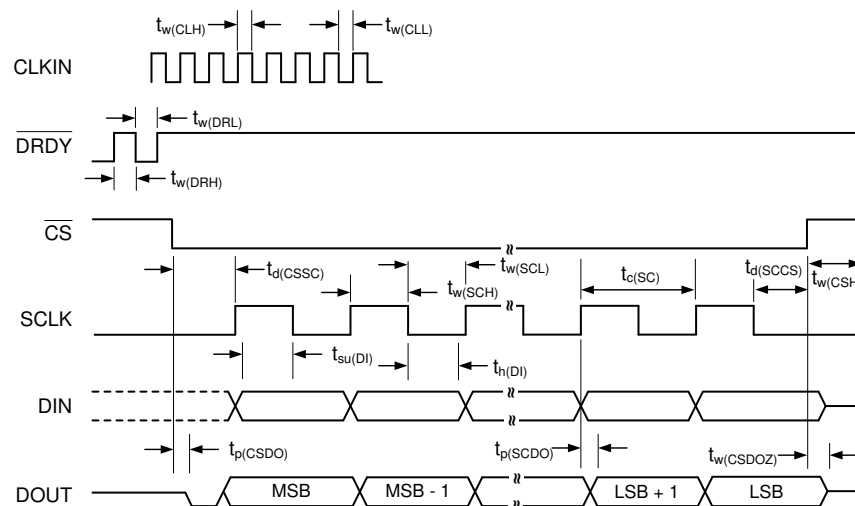 tw(CLH)
tw(CLL)
CLKIN
tw(DRL)
DRDY
tw(DRH)
CS
td(CSSC)
tw(SCL)
tc(SC)
td(SCCS)
tw(SCH)
tw(CSH
SCLK
tsu(DI)
th(DI)
DIN
tp(CSDO)
tp(SCDO)
tw(CSDOZ)
DOUT
MSB
MSB - 1
LSB + 1
LSB